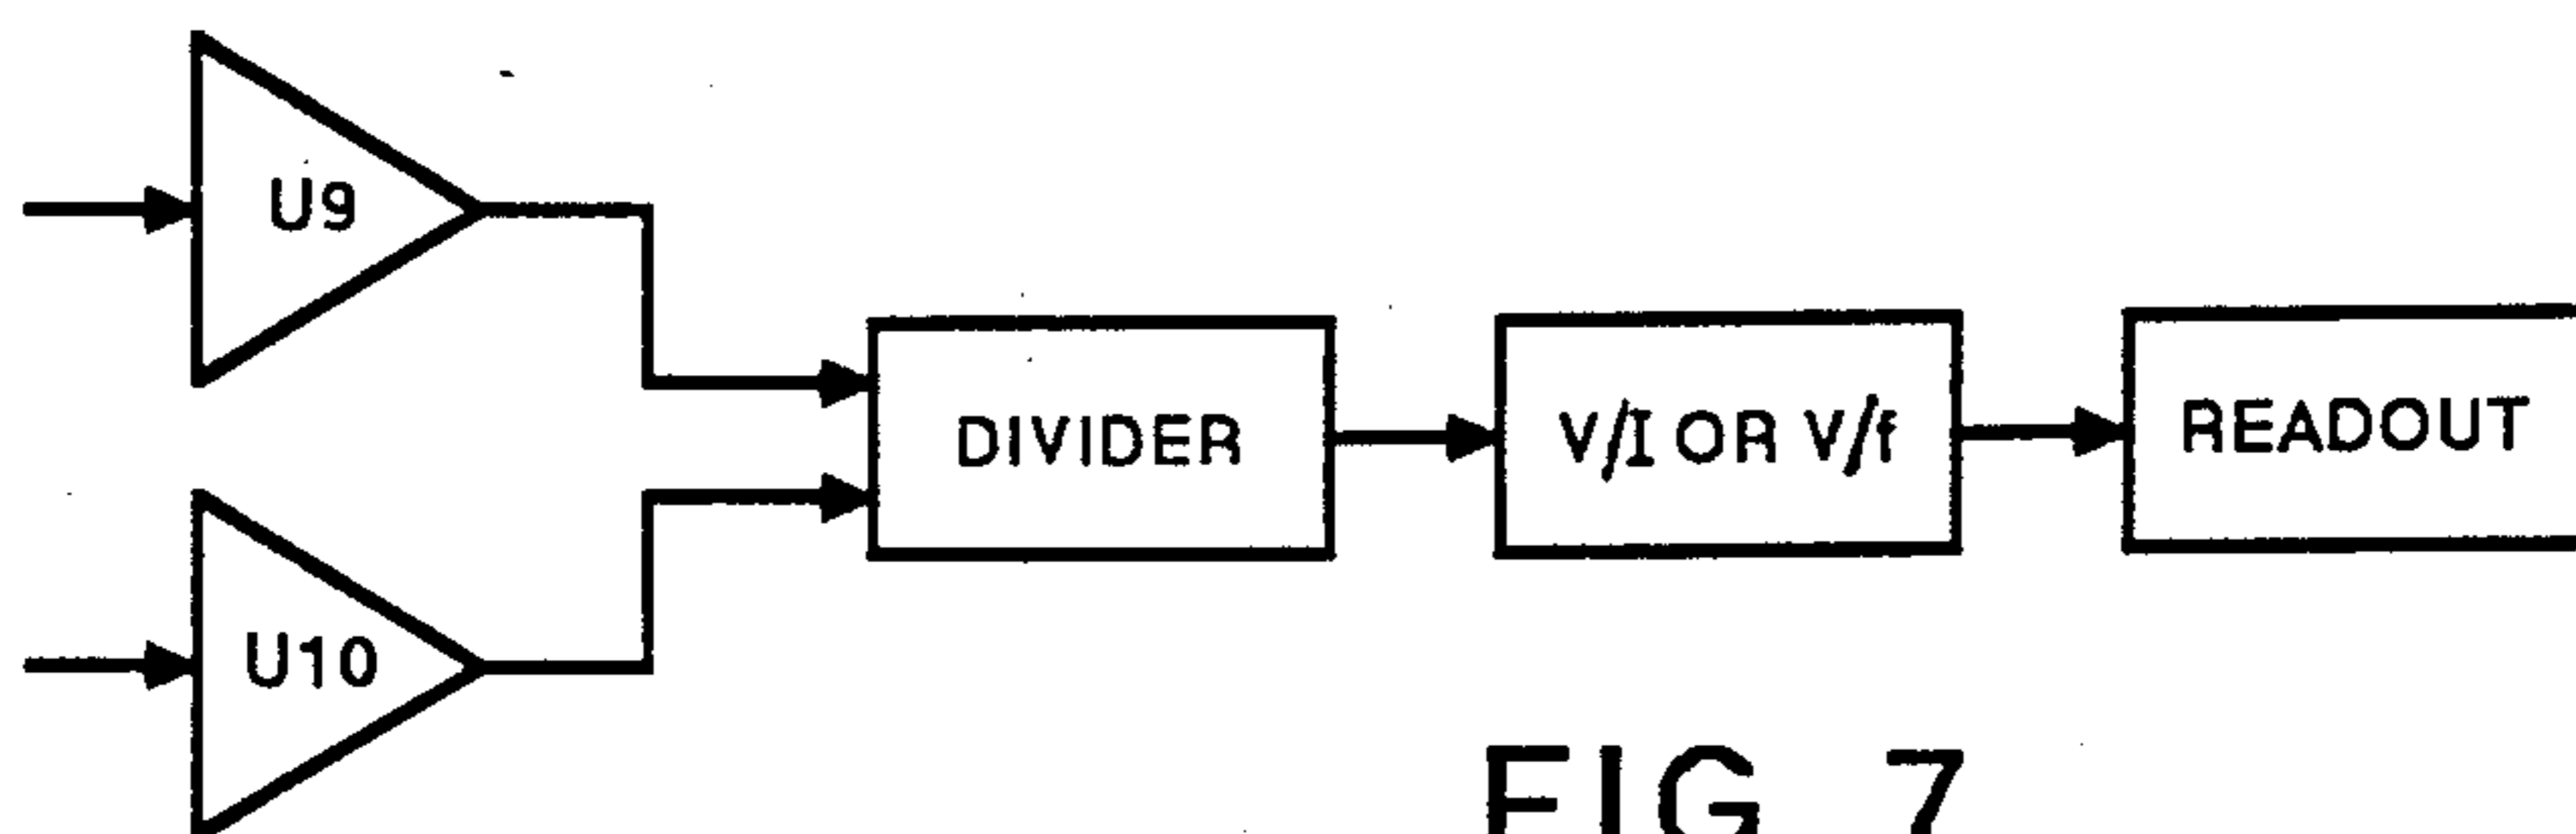 U9
DIVIDER
V/I OR V/f
READOUT
U10
FIG 7